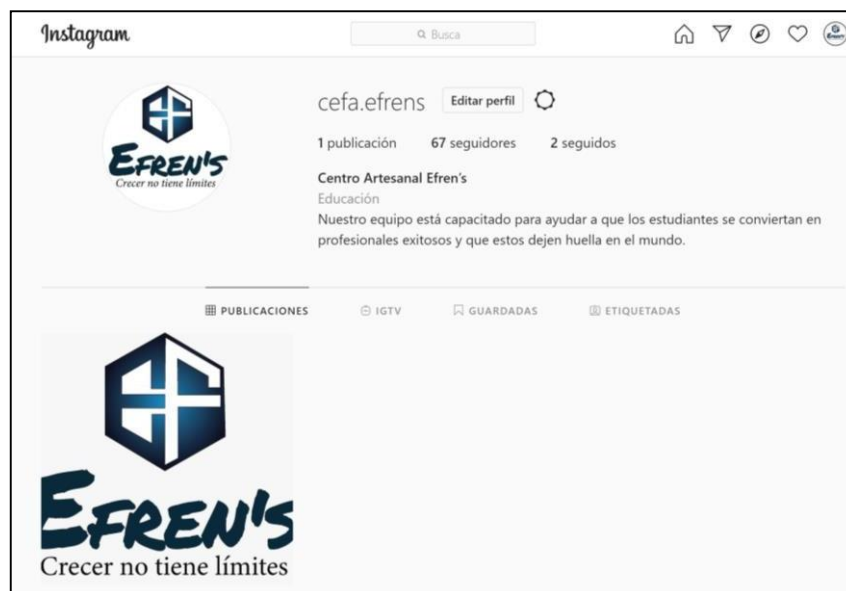 Instagram
Busca
cefa.efrens Editar perfil
EFREN'S
Crecer no tiene límites
1 publicación 67 seguidores 2 seguidos
Centro Artesanal Efren's
Educación
Nuestro equipo está capacitado para ayudar a que los estudiantes se conviertan en
profesionales exitosos y que estos dejen huella en el mundo.
PUBLICACIONES IGTV GUARDADAS ETIQUETADAS
EF
EFREN'S
Crecer no tiene límites